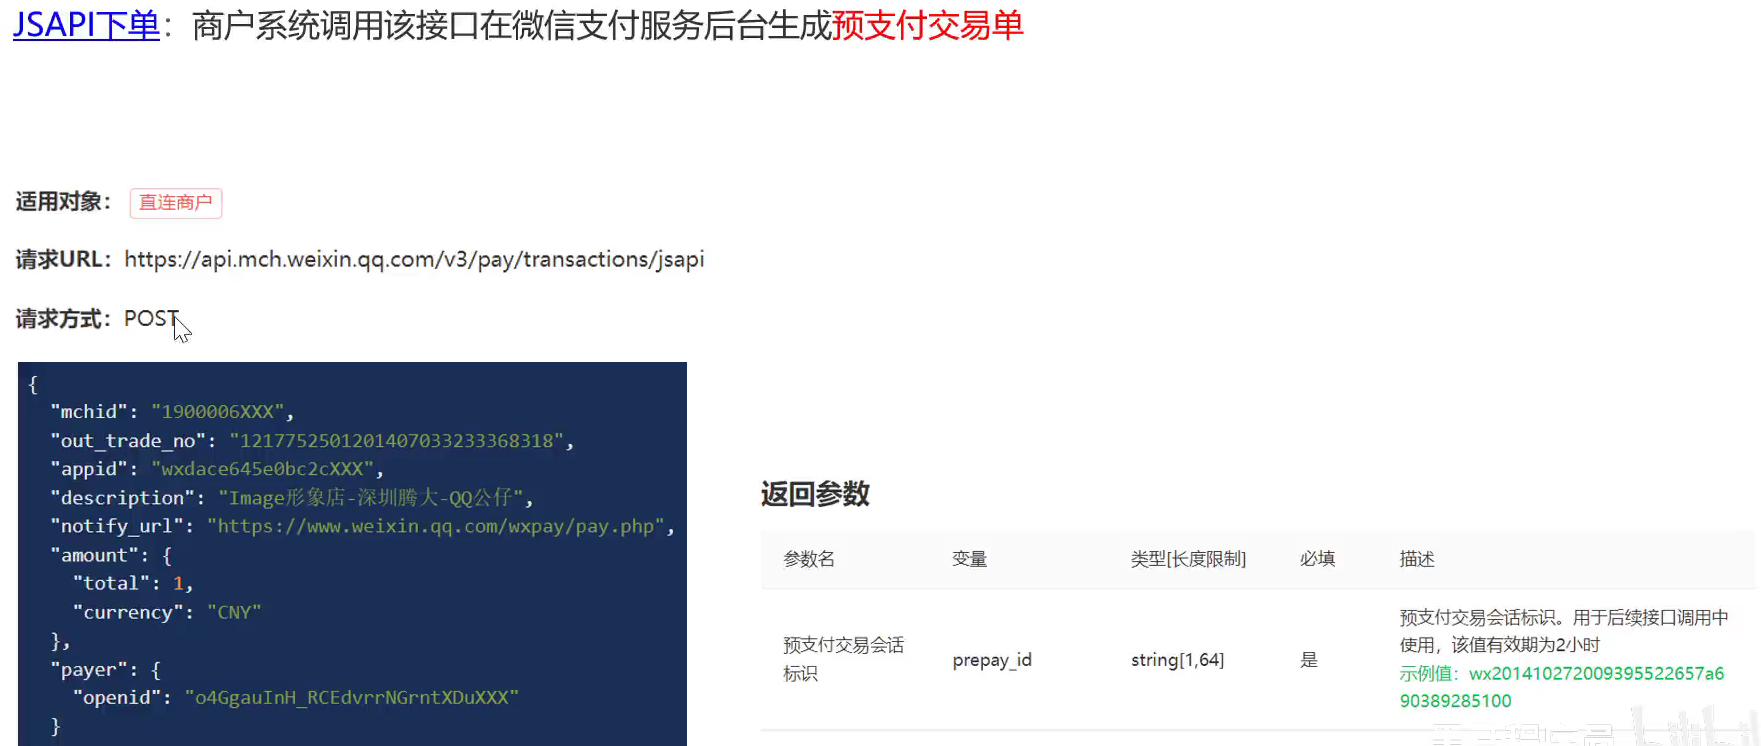 JSAPI下单：商户系统调用该接口在微信支付服务后台生成预支付交易单
适用对象： 直连商户
请求URL：https://api.mch.weixin.qq.com/v3/pay/transactions/jsapi
请求方式：POST
{
"mchid": "1900006XXX",
"out_trade_no": "1217752501201407033233368318",
"appid": "wxdace645e0bc2cXXX",
"description": "Image形象店-深圳腾大-QQ公仔",
"notify_url": "https://www.weixin.qq.com/wxpay/pay.php",
"amount": {
"total": 1,
"currency": "CNY"
},
"payer": {
"openid": "o4GgauInH_RCEdvrrNGrntXDuXXX"
}
返回参数
参数名 变量 类型[长度限制] 必填 描述
预支付交易会话标识 prepay_id string[1,64] 是 预支付交易会话标识。用于后续接口调用中
使用，该值有效期为2小时
示例值：wx201410272009395522657a6
90389285100